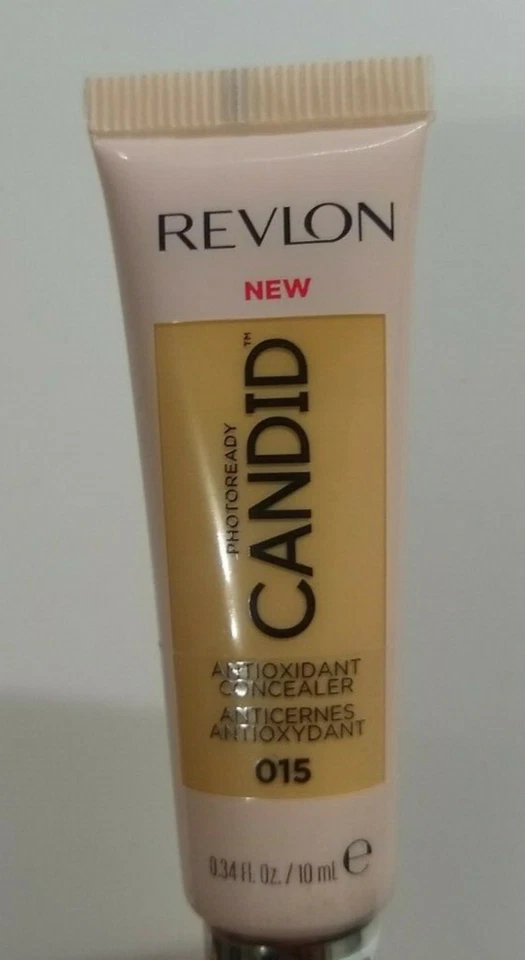 REVLON
NEW
PHOTOREADY
CANDID™
ANTIOXIDANT
CONCEALER
ANTICERNES
ANTIOXYDANT
015
0.34 Fl. Oz. / 10 mL e